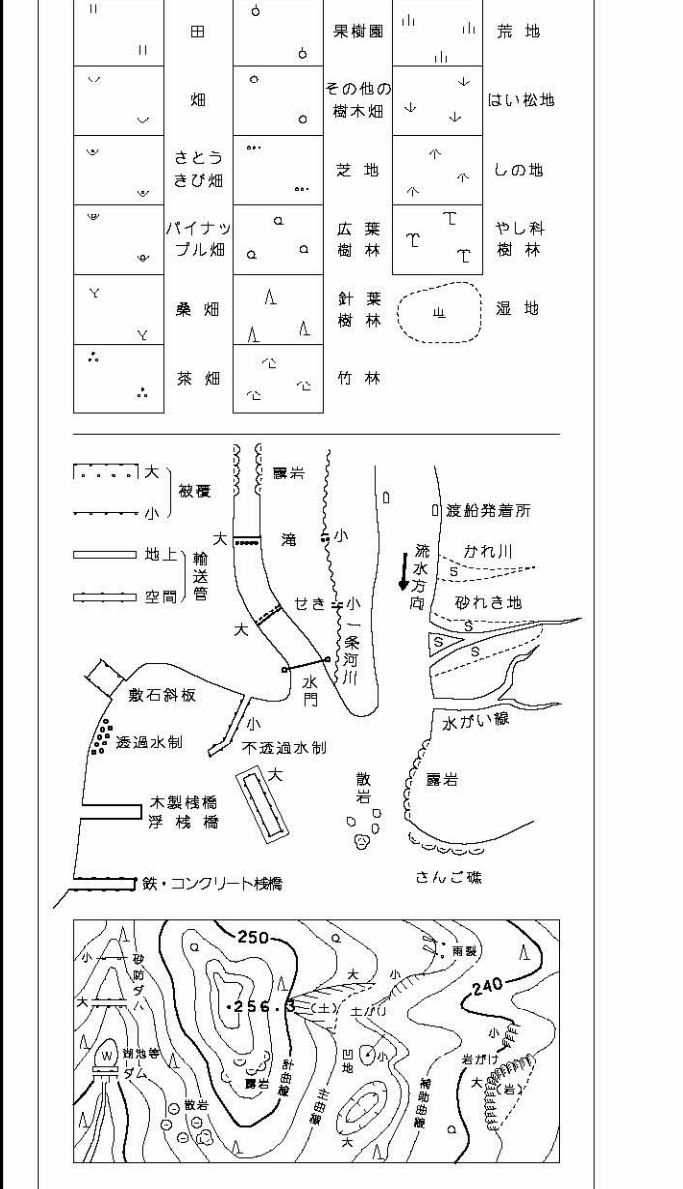 田
果樹園
荒地
畑
その他の
樹木畑
はい松地
さとう
きび畑
芝地
しの地
パイナッ
プル畑
広葉
樹林
やし科
樹林
桑畑
針葉
樹林
湿地
茶畑
竹林
大
小
被覆
露岩
渡船発着所
大
滝
小
地上
空間
輸送管
流水方向
かれ川
S
せき
小
大
一条河川
砂れき地
S
S
S
水門
敷石斜板
小
水がい線
透過水制
不透過水制
大
散岩
露岩
木製桟橋
浮桟橋
さんご礁
鉄・コンクリート桟橋
250
雨裂
小
砂防ダム
大
小
240
大
・256.3
(土)
土がけ
小
W
湖池等
ダム
凹地
小
岩がけ
大
(岩)
露岩
計曲線
主曲線
補助曲線
散岩
大